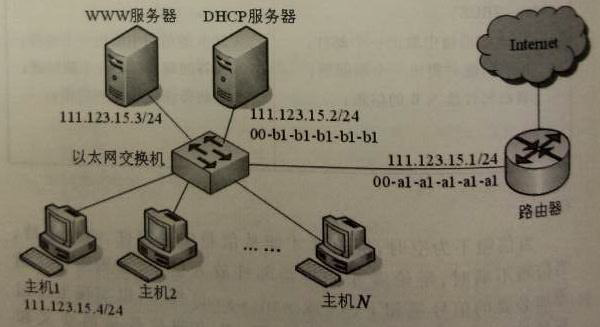 WWW服务器
DHCP服务器
Internet
111.123.15.3/24
111.123.15.2/24
00-b1-b1-b1-b1-b1
以太网交换机
111.123.15.1/24
00-a1-a1-a1-a1-a1
路由器
主机1
111.123.15.4/24
主机2
... ...
主机N